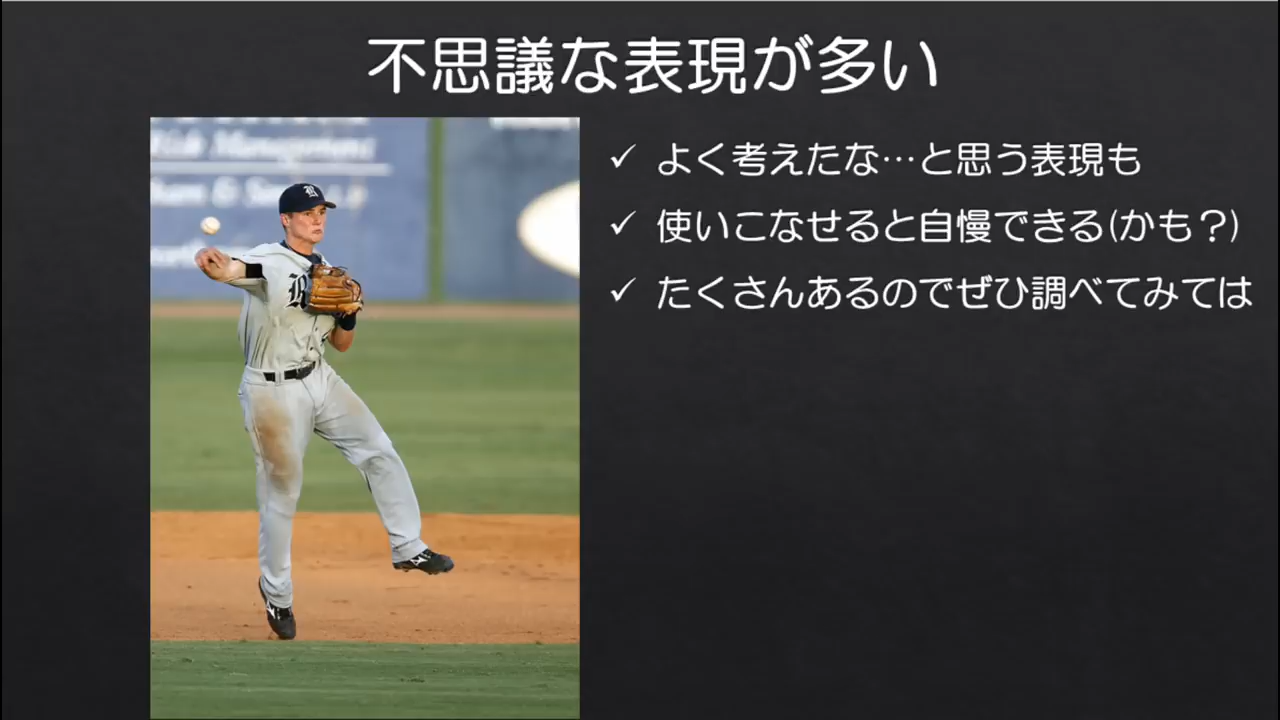 不思議な表現が多い
✓ よく考えたな…と思う表現も
✓ 使いこなせると自慢できる(かも？)
✓ たくさんあるのでぜひ調べてみては
Risk Management
R
R